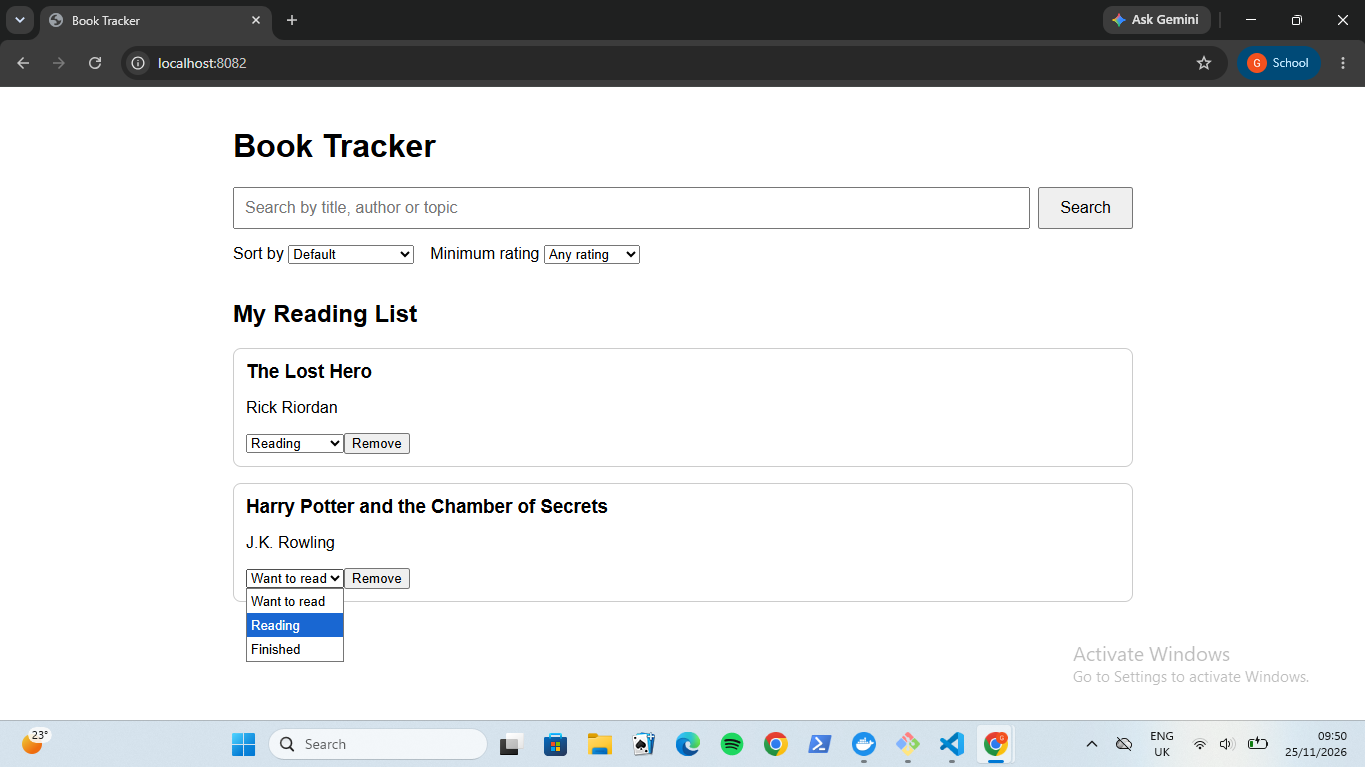 Book Tracker
Ask Gemini
localhost:8082
G School
Book Tracker
Search by title, author or topic Search
Sort by Default Minimum rating Any rating
My Reading List
The Lost Hero
Rick Riordan
Reading Remove
Harry Potter and the Chamber of Secrets
J.K. Rowling
Want to read Remove
Want to read
Reading
Finished
Activate Windows
Go to Settings to activate Windows.
23°
Search
ENG
UK
09:50
25/11/2026